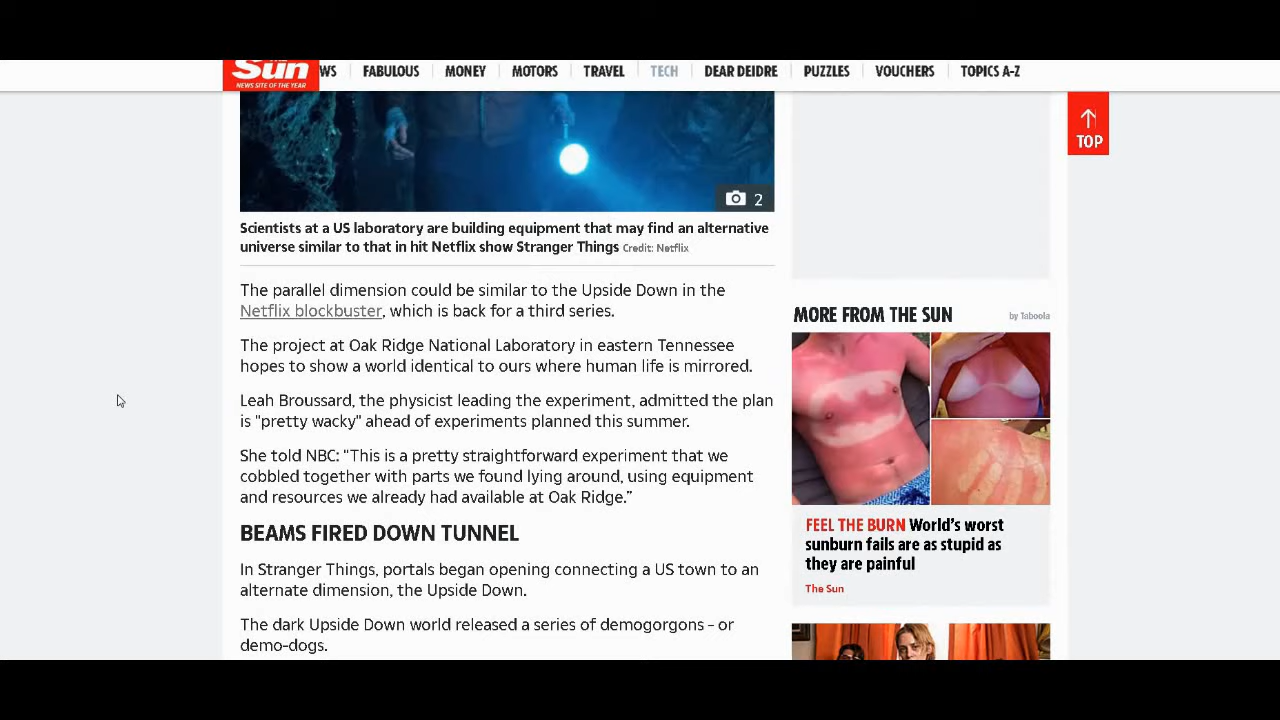 Sun
NEWS SITE OF THE YEAR
WS
FABULOUS
MONEY
MOTORS
TRAVEL
TECH
DEAR DEIDRE
PUZZLES
VOUCHERS
TOPICS A-Z
TOP
2
Scientists at a US laboratory are building equipment that may find an alternative
universe similar to that in hit Netflix show Stranger Things Credit: Netflix
The parallel dimension could be similar to the Upside Down in the
Netflix blockbuster, which is back for a third series.
The project at Oak Ridge National Laboratory in eastern Tennessee
hopes to show a world identical to ours where human life is mirrored.
Leah Broussard, the physicist leading the experiment, admitted the plan
is "pretty wacky" ahead of experiments planned this summer.
She told NBC: "This is a pretty straightforward experiment that we
cobbled together with parts we found lying around, using equipment
and resources we already had available at Oak Ridge.”
BEAMS FIRED DOWN TUNNEL
In Stranger Things, portals began opening connecting a US town to an
alternate dimension, the Upside Down.
The dark Upside Down world released a series of demogorgons – or
demo-dogs.
MORE FROM THE SUN
by Taboola
FEEL THE BURN World’s worst
sunburn fails are as stupid as
they are painful
The Sun